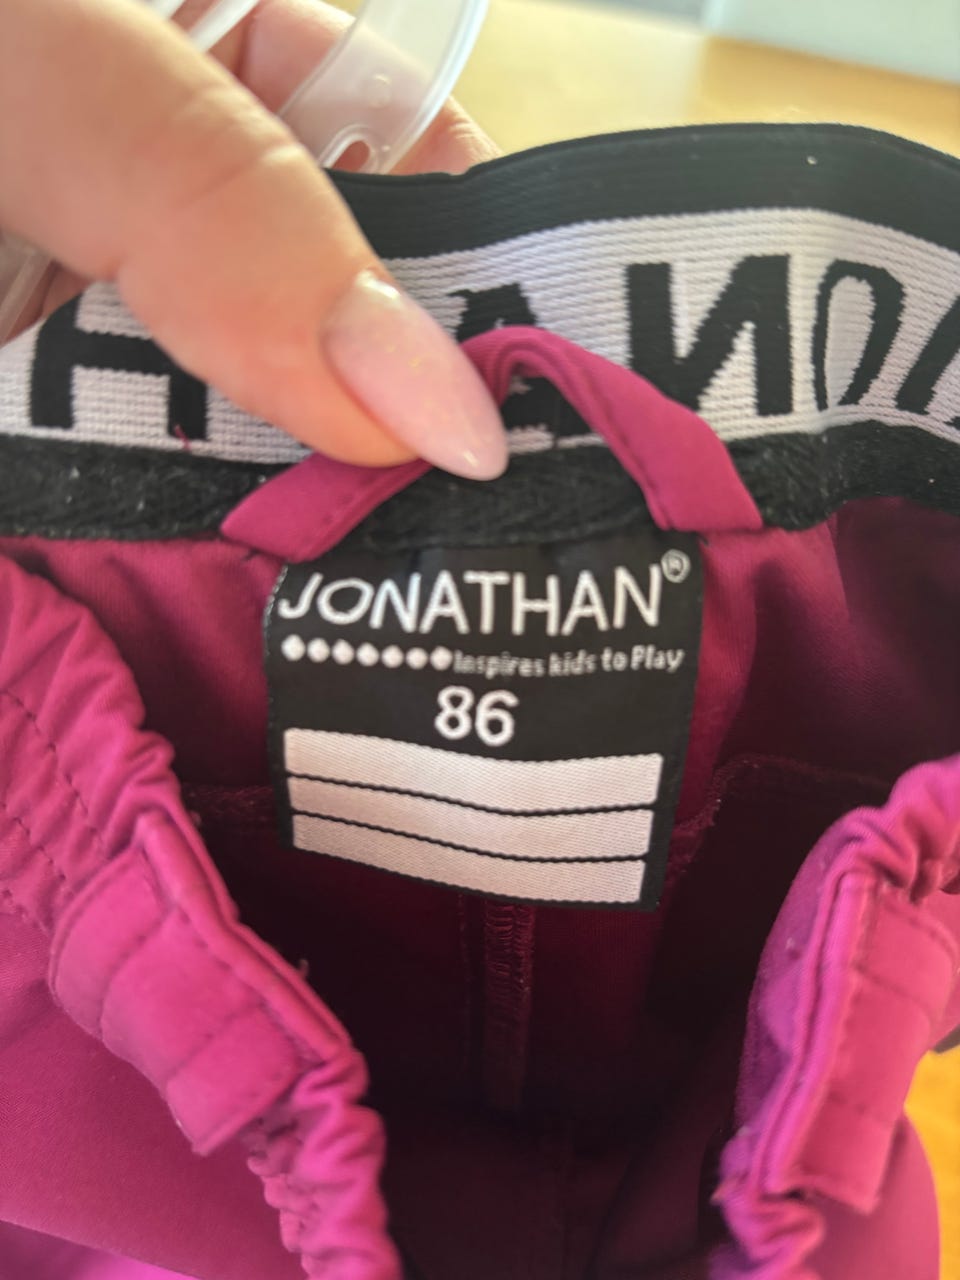 JONATHAN®
Inspires kids to Play
86